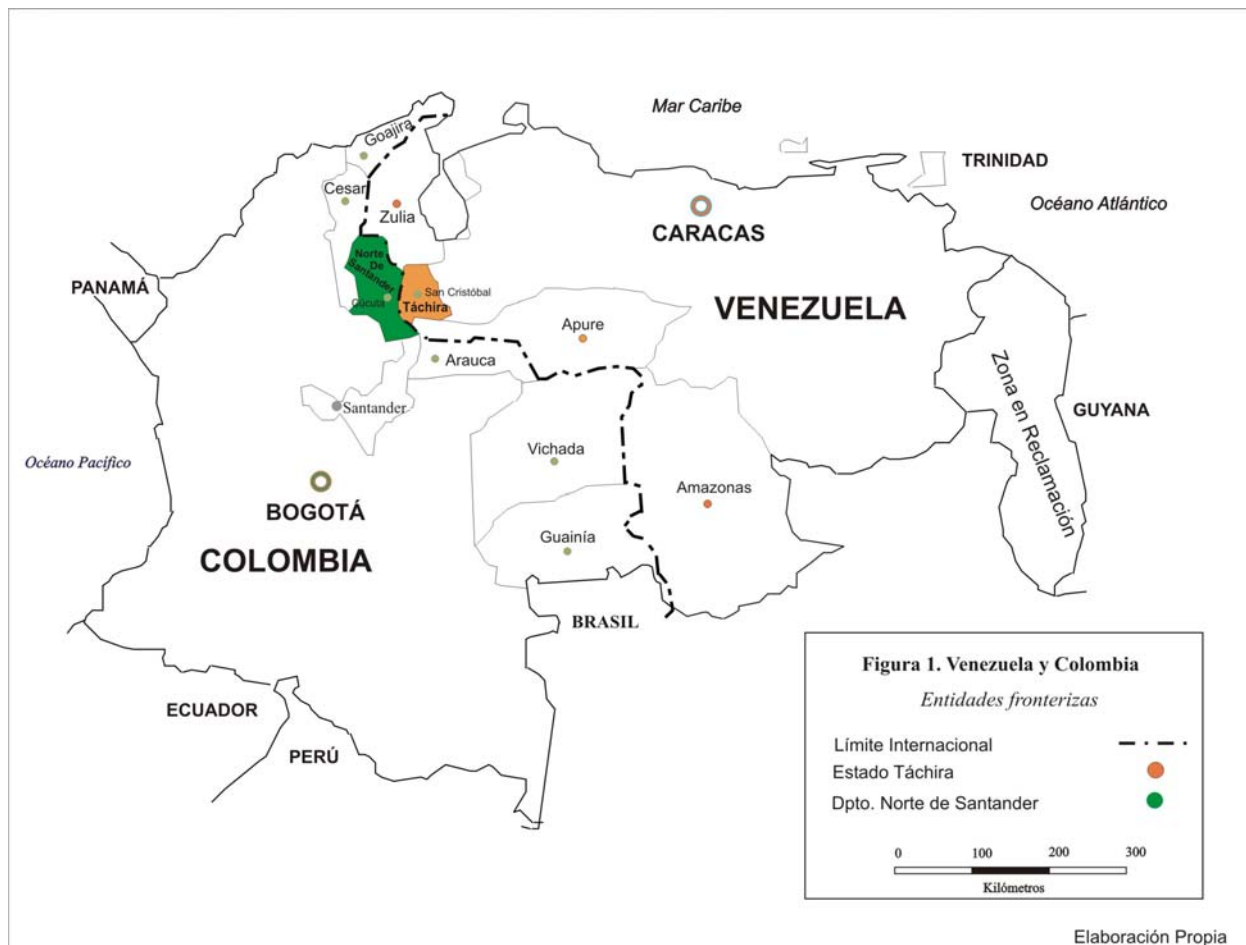 Mar Caribe
Goajira
TRINIDAD
Cesar
Zulia
Océano Atlántico
CARACAS
Norte
De
Santander
PANAMÁ
San Cristóbal
Cúcuta
Táchira
VENEZUELA
Apure
Arauca
Zona en Reclamación
Santander
GUYANA
Océano Pacífico
Vichada
Amazonas
BOGOTÁ
Guainía
COLOMBIA
BRASIL
ECUADOR
PERÚ
Figura 1. Venezuela y Colombia
Entidades fronterizas
Límite Internacional
Estado Táchira
Dpto. Norte de Santander
0 100 200 300
Kilómetros
Elaboración Propia